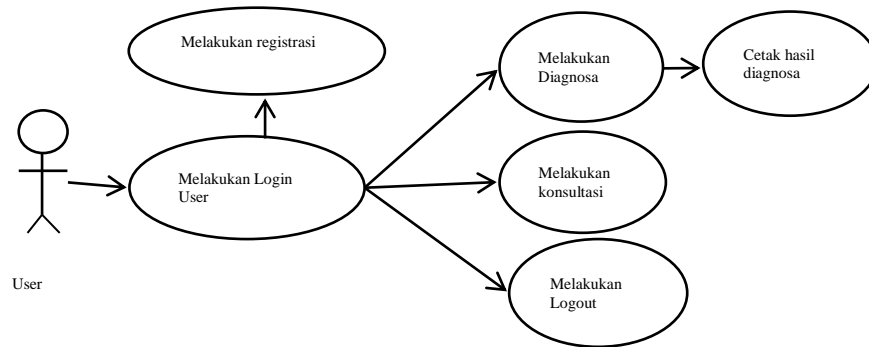 Melakukan registrasi
Melakukan
Diagnosa
Cetak hasil
diagnosa
Melakukan Login
User
Melakukan
konsultasi
User
Melakukan
Logout